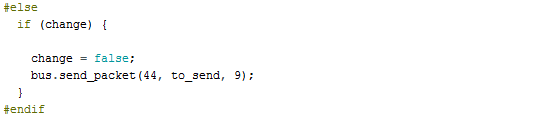 #else
  if (change) {

    change = false;
    bus.send_packet(44, to_send, 9);
  }
#endif